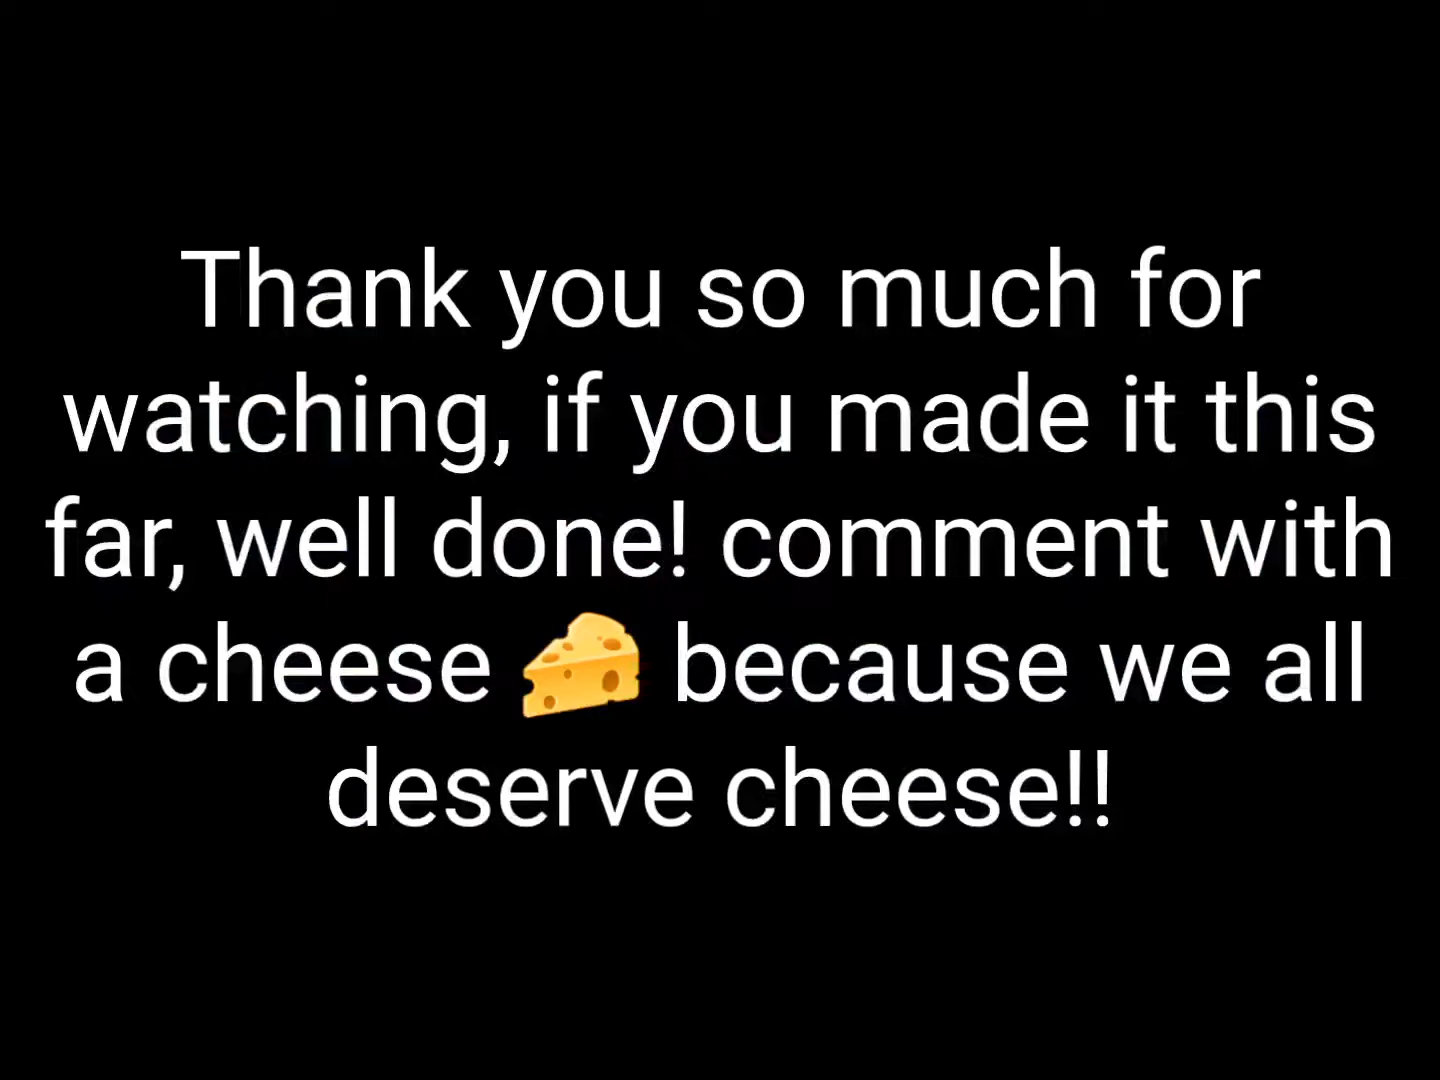 Thank you so much for
watching, if you made it this
far, well done! comment with
a cheese 🧀 because we all
deserve cheese!!